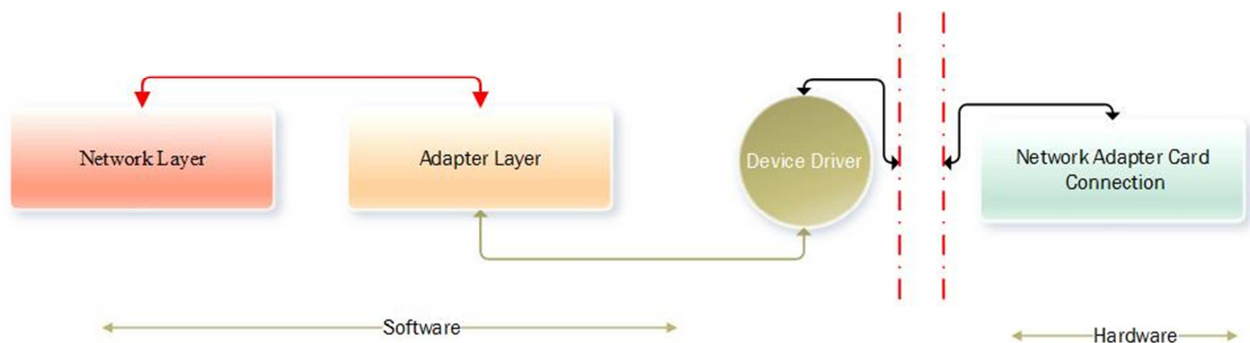 Network Layer
Adapter Layer
Device Driver
Network Adapter Card
Connection
Software
Hardware